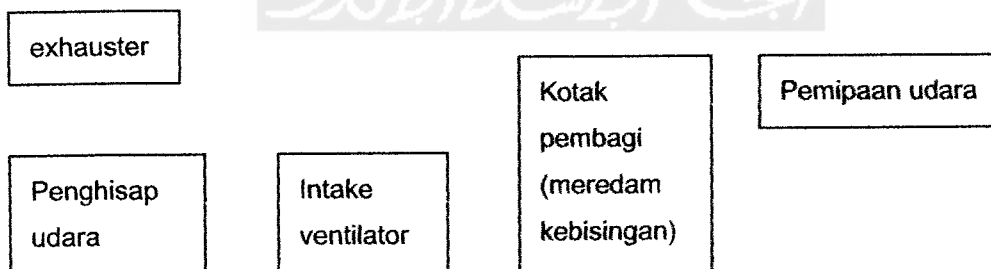 exhauster
Pemipaan udara
Kotak
pembagi
(meredam
kebisingan)
Penghisap
udara
Intake
ventilator